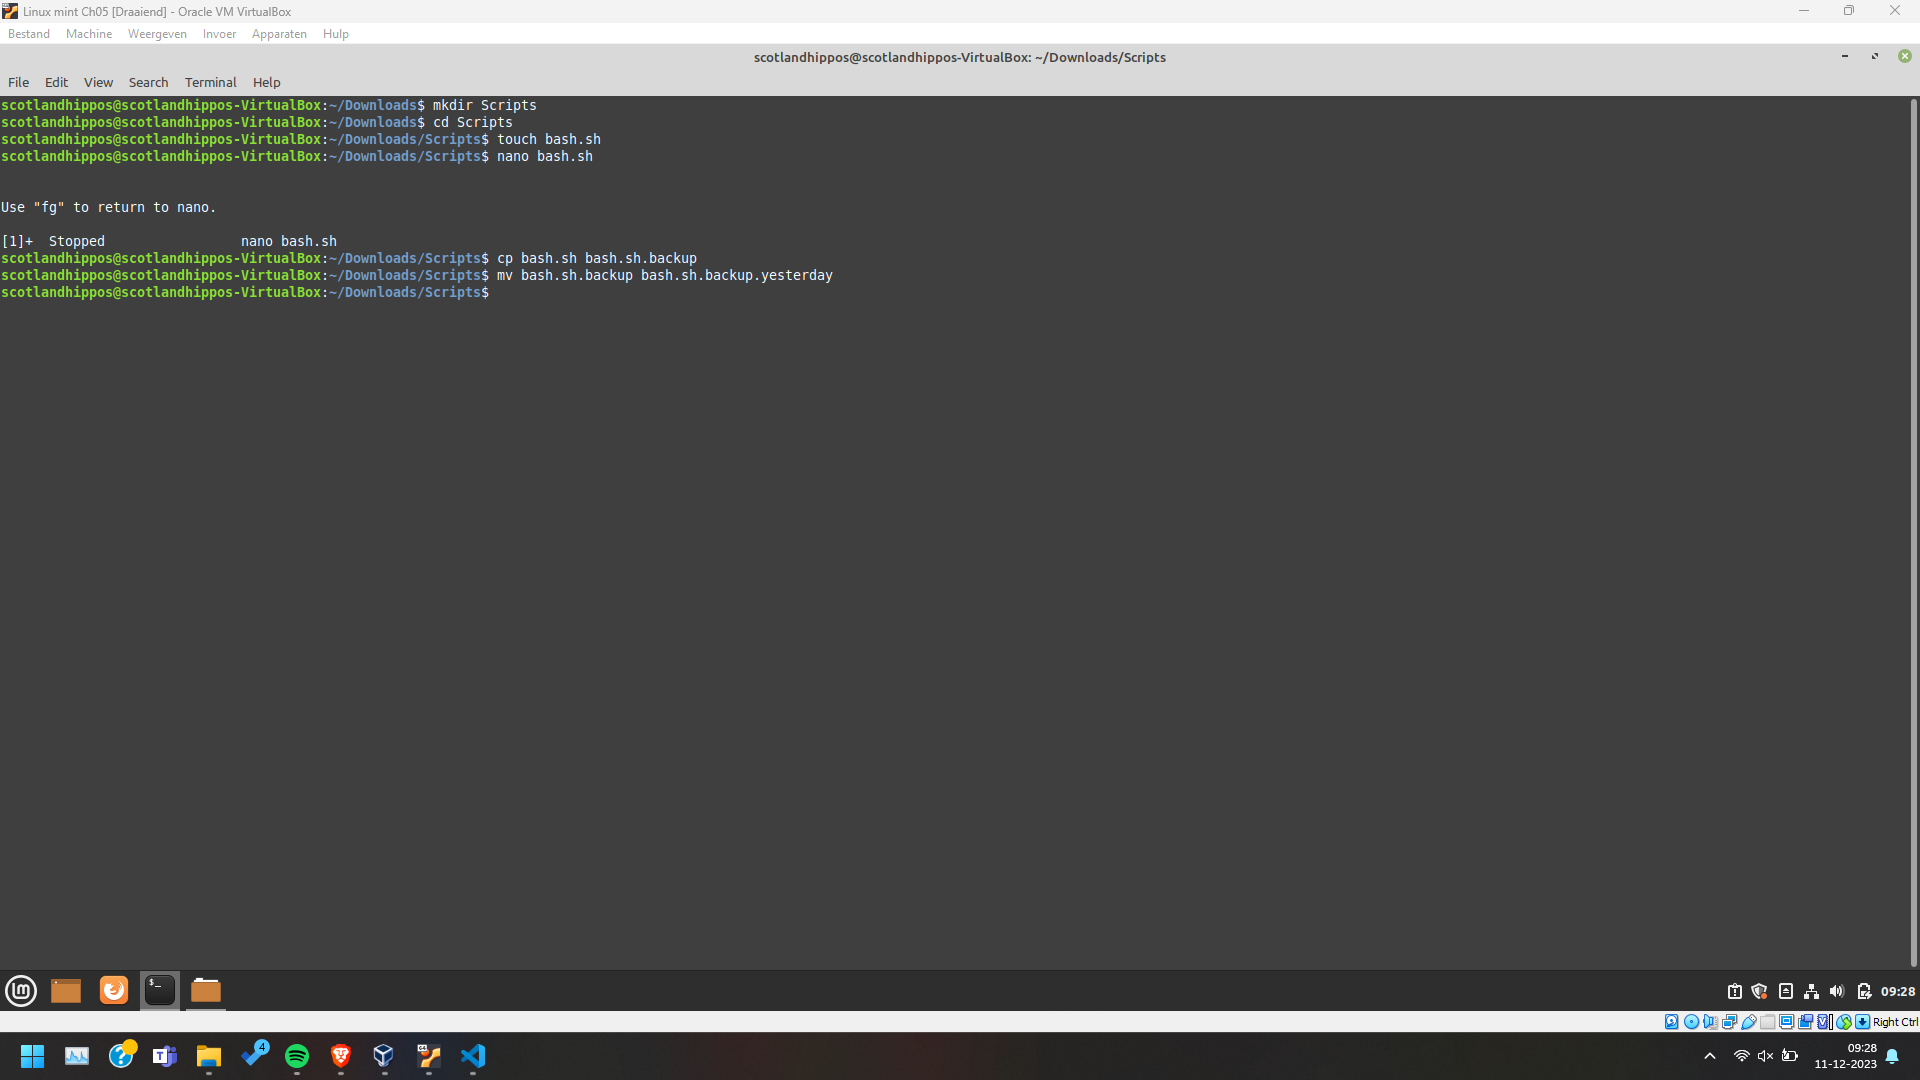 Linux mint Ch05 [Draaiend] - Oracle VM VirtualBox
Bestand Machine Weergeven Invoer Apparaten Hulp
scotlandhippos@scotlandhippos-VirtualBox: ~/Downloads/Scripts
File Edit View Search Terminal Help
scotlandhippos@scotlandhippos-VirtualBox:~/Downloads$ mkdir Scripts
scotlandhippos@scotlandhippos-VirtualBox:~/Downloads$ cd Scripts
scotlandhippos@scotlandhippos-VirtualBox:~/Downloads/Scripts$ touch bash.sh
scotlandhippos@scotlandhippos-VirtualBox:~/Downloads/Scripts$ nano bash.sh
Use "fg" to return to nano.
[1]+  Stopped                 nano bash.sh
scotlandhippos@scotlandhippos-VirtualBox:~/Downloads/Scripts$ cp bash.sh bash.sh.backup
scotlandhippos@scotlandhippos-VirtualBox:~/Downloads/Scripts$ mv bash.sh.backup bash.sh.backup.yesterday
scotlandhippos@scotlandhippos-VirtualBox:~/Downloads/Scripts$
$_
09:28
Right Ctrl
4
09:28
11-12-2023